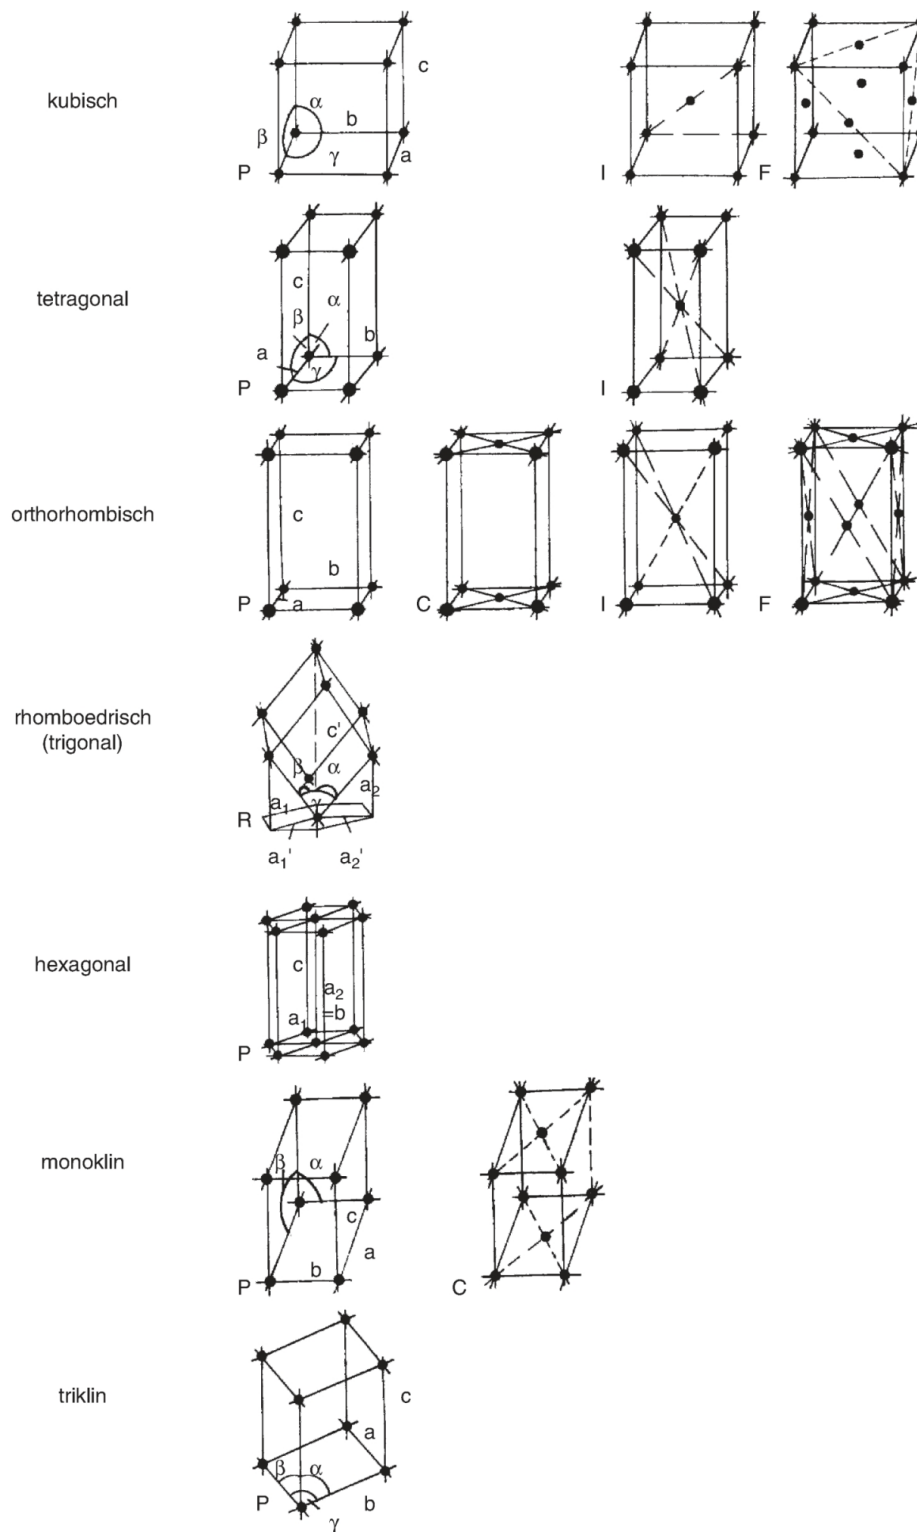 kubisch
c
α
b
β
γ
a
P
I
F
tetragonal
c
α
β
b
a
γ
P
I
orthorhombisch
c
b
a
P
C
I
F
rhomboedrisch
(trigonal)
c'
β
α
a₁
γ
a₂
R
a₁'
a₂'
hexagonal
c
a₂
a₁
=b
P
monoklin
β
α
c
a
b
P
C
triklin
c
a
β
α
P
b
γ